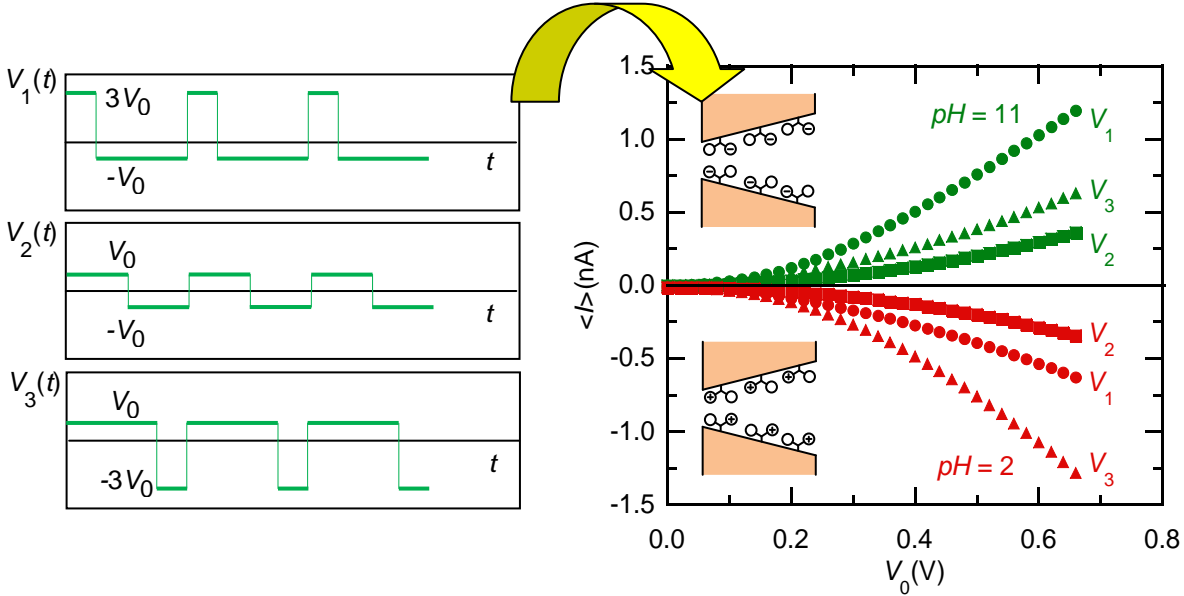 V1(t)
3V0
-V0
t
V2(t)
V0
-V0
t
V3(t)
V0
-3V0
t
1.5
1.0
0.5
0.0
-0.5
-1.0
-1.5
<I>(nA)
pH = 11
V1
V3
V2
V2
V1
V3
pH = 2
0.0
0.2
0.4
0.6
0.8
V0(V)